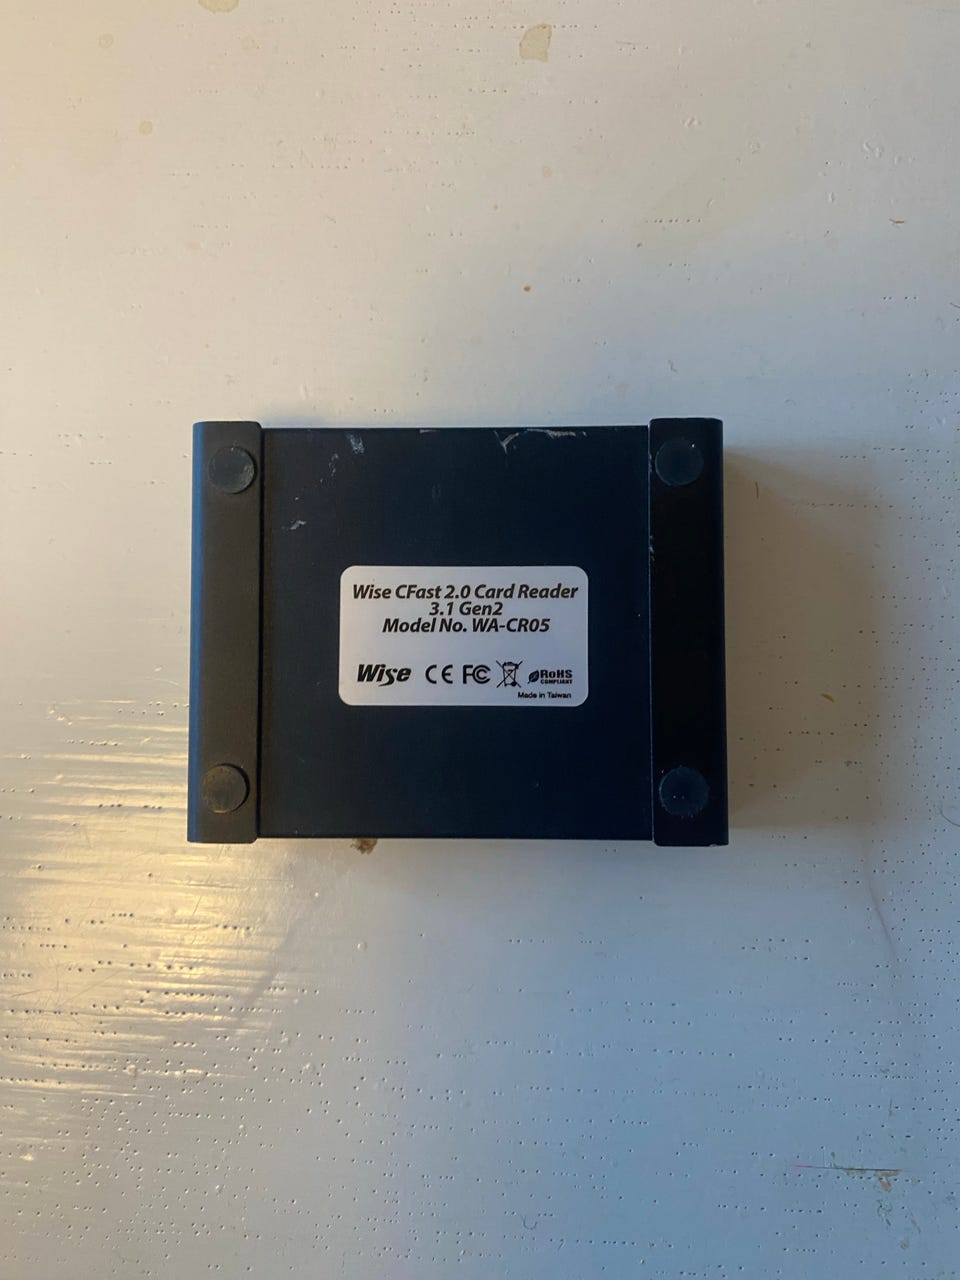 Wise CFast 2.0 Card Reader
3.1 Gen2
Model No. WA-CR05
Wise CE FC RoHS
COMPLIANT
Made in Taiwan